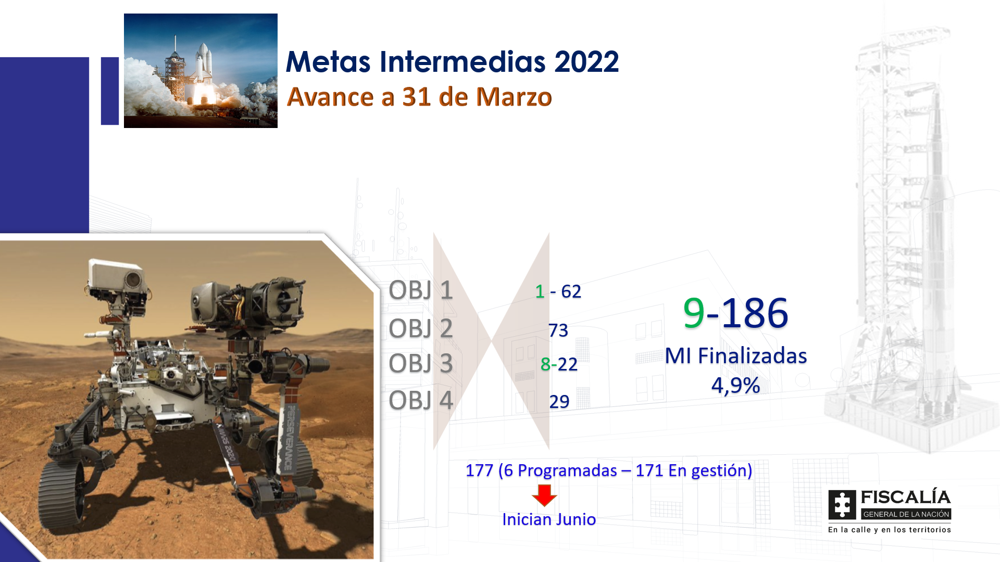 Metas Intermedias 2022
Avance a 31 de Marzo
OBJ 1
1 - 62
OBJ 2
73
OBJ 3
8-22
OBJ 4
29
9-186
MI Finalizadas
4,9%
177 (6 Programadas – 171 En gestión)
Inician Junio
MARS 2020
PERSEVERANCE
FISCALÍA
GENERAL DE LA NACIÓN
En la calle y en los territorios